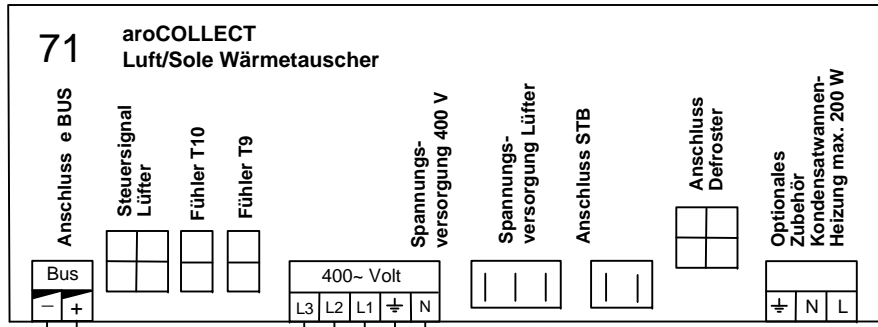 71
aroCOLLECT
Luft/Sole Wärmetauscher
Anschluss e BUS
Steuersignal
Lüfter
Fühler T10
Fühler T9
Spannungs-
versorgung 400 V
Spannungs-
versorgung Lüfter
Anschluss STB
Anschluss
Defroster
Optionales
Zubehör
Kondensatwannen-
Heizung max. 200 W
Bus
− +
400~ Volt
L3 L2 L1 ⏚ N
⏚ N L